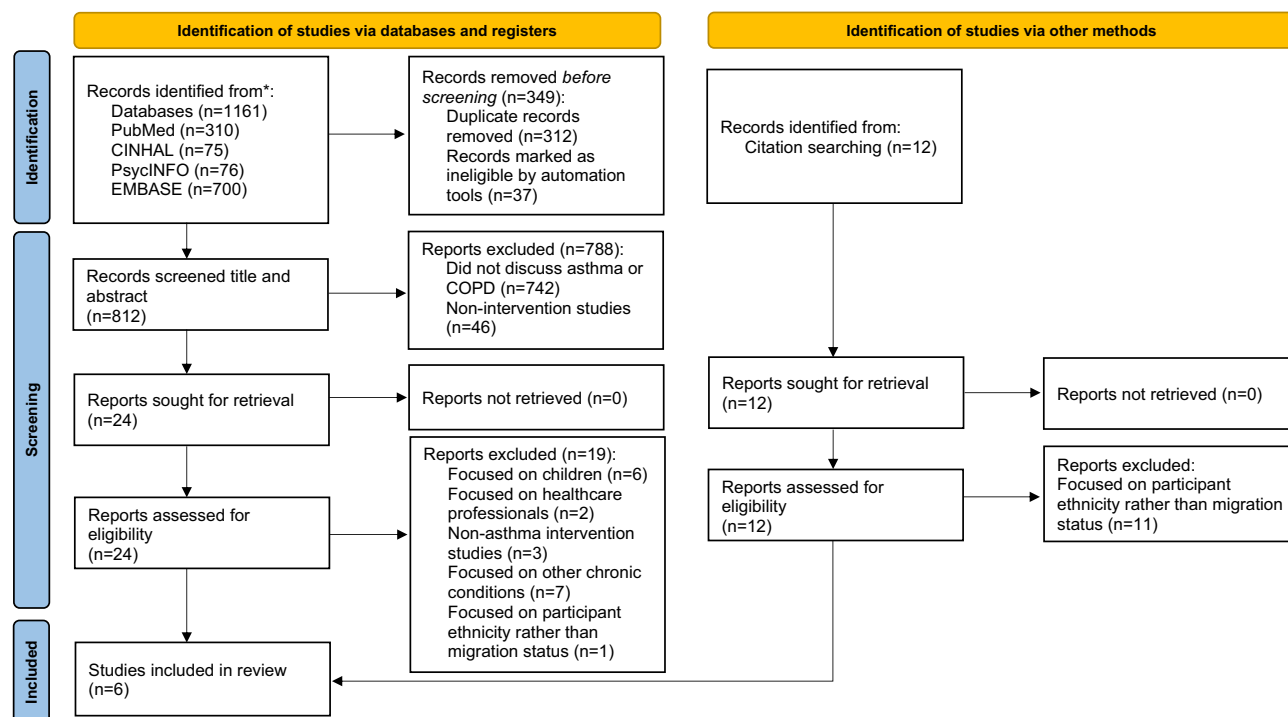 Identification of studies via databases and registers
Identification of studies via other methods
Identification
Records identified from*:
Databases (n=1161)
PubMed (n=310)
CINHAL (n=75)
PsycINFO (n=76)
EMBASE (n=700)
Records removed before
screening (n=349):
Duplicate records
removed (n=312)
Records marked as
ineligible by automation
tools (n=37)
Records identified from:
Citation searching (n=12)
Screening
Records screened title and
abstract
(n=812)
Reports excluded (n=788):
Did not discuss asthma or
COPD (n=742)
Non-intervention studies
(n=46)
Reports sought for retrieval
(n=24)
Reports not retrieved (n=0)
Reports sought for retrieval
(n=12)
Reports not retrieved (n=0)
Reports assessed for
eligibility
(n=24)
Reports excluded (n=19):
Focused on children (n=6)
Focused on healthcare
professionals (n=2)
Non-asthma intervention
studies (n=3)
Focused on other chronic
conditions (n=7)
Focused on participant
ethnicity rather than
migration status (n=1)
Reports assessed for
eligibility
(n=12)
Reports excluded:
Focused on participant
ethnicity rather than migration
status (n=11)
Included
Studies included in review
(n=6)